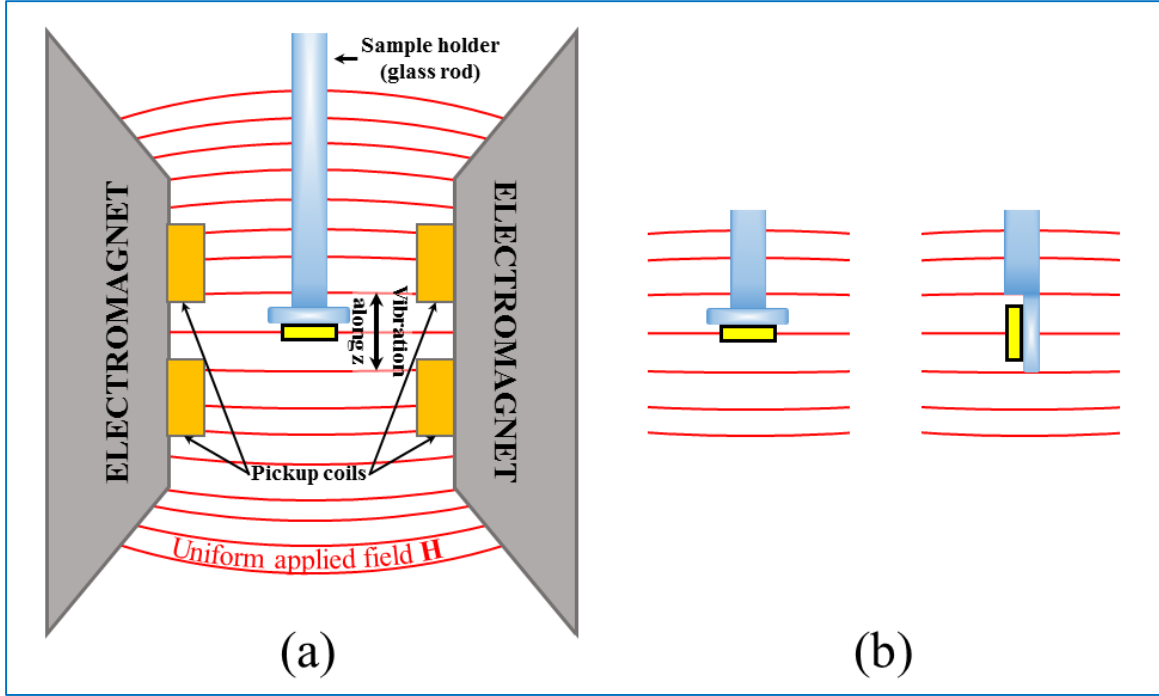 Sample holder
(glass rod)
ELECTROMAGNET
ELECTROMAGNET
Vibration
along z
Pickup coils
Uniform applied field H
(a)
(b)